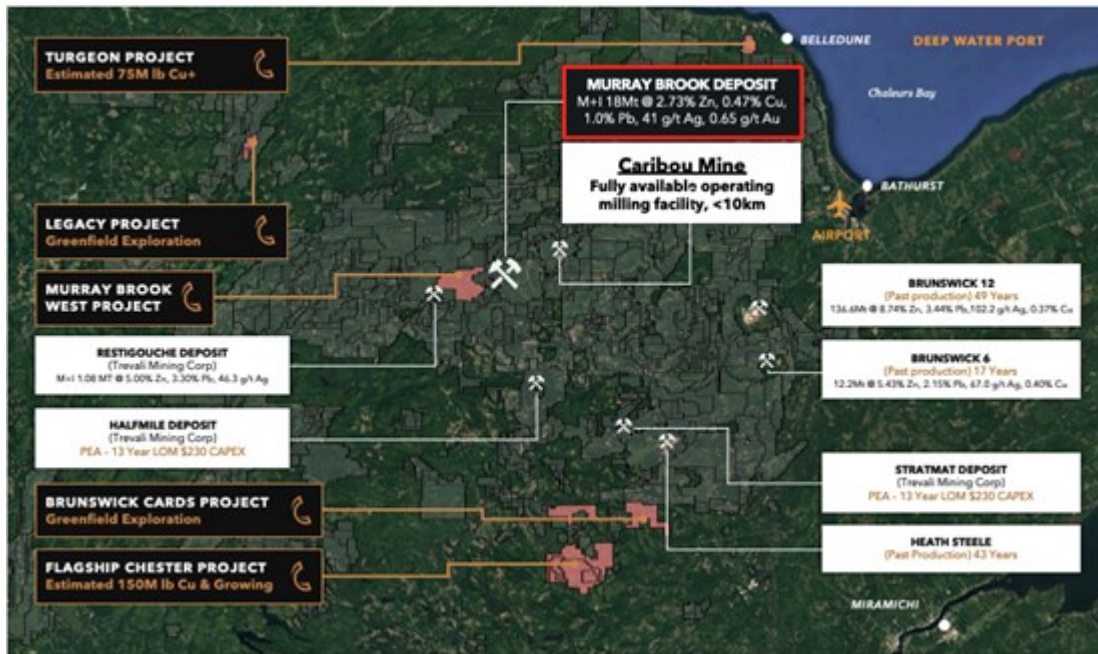 TURGEON PROJECT
Estimated 75M lb Cu+
BELLEDUNE
DEEP WATER PORT
MURRAY BROOK DEPOSIT
M+I 18Mt @ 2.73% Zn, 0.47% Cu,
1.0% Pb, 41 g/t Ag, 0.65 g/t Au
Chaleurs Bay
Caribou Mine
Fully available operating
milling facility, <10km
BATHURST
AIRPORT
LEGACY PROJECT
Greenfield Exploration
MURRAY BROOK
WEST PROJECT
BRUNSWICK 12
(Past production) 49 Years
136.6Mt @ 8.74% Zn, 3.44% Pb,102.2 g/t Ag, 0.37% Cu
RESTIGOUCHE DEPOSIT
(Trevali Mining Corp)
M+I 1.08 MT @ 5.00% Zn, 3.30% Pb, 46.3 g/t Ag
BRUNSWICK 6
(Past production) 17 Years
12.2Mt @ 5.43% Zn, 2.15% Pb, 67.0 g/t Ag, 0.40% Cu
HALFMILE DEPOSIT
(Trevali Mining Corp)
PEA - 13 Year LOM $230 CAPEX
STRATMAT DEPOSIT
(Trevali Mining Corp)
PEA - 13 Year LOM $230 CAPEX
BRUNSWICK CARDS PROJECT
Greenfield Exploration
HEATH STEELE
(Past Production) 43 Years
FLAGSHIP CHESTER PROJECT
Estimated 150M lb Cu & Growing
MIRAMICHI